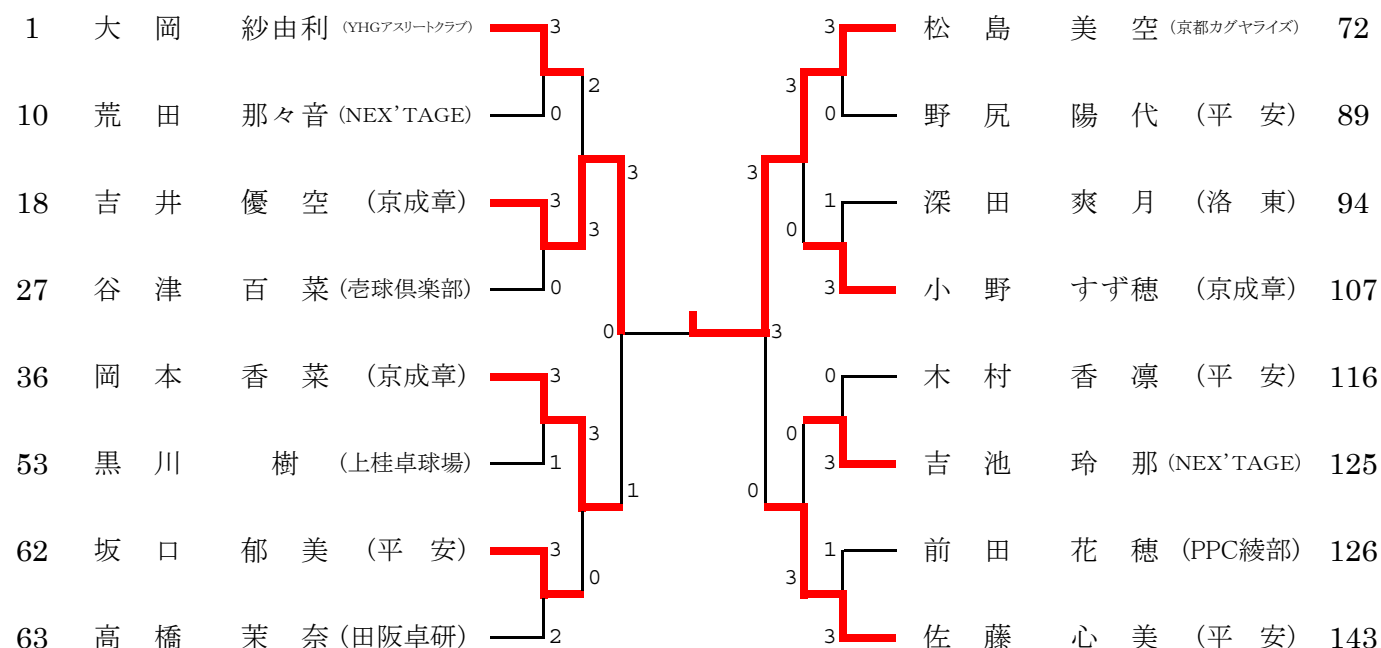 1 大岡 紗由利 (YHGアスリートクラブ) 3 3 松島 美空 (京都カグヤライズ) 72
2 3
10 荒田 那々音 (NEX'TAGE) 0 0 野尻 陽代 (平安) 89
3 3
18 吉井 優空 (京成章) 3 1 深田 爽月 (洛東) 94
3 0
27 谷津 百菜 (壱球倶楽部) 0 3 小野 すず穂 (京成章) 107
0 3
36 岡本 香菜 (京成章) 3 0 木村 香凛 (平安) 116
3 0
53 黒川 樹 (上桂卓球場) 1 3 吉池 玲那 (NEX'TAGE) 125
1 0
62 坂口 郁美 (平安) 3 1 前田 花穂 (PPC綾部) 126
0 3
63 高橋 茉奈 (田阪卓研) 2 3 佐藤 心美 (平安) 143